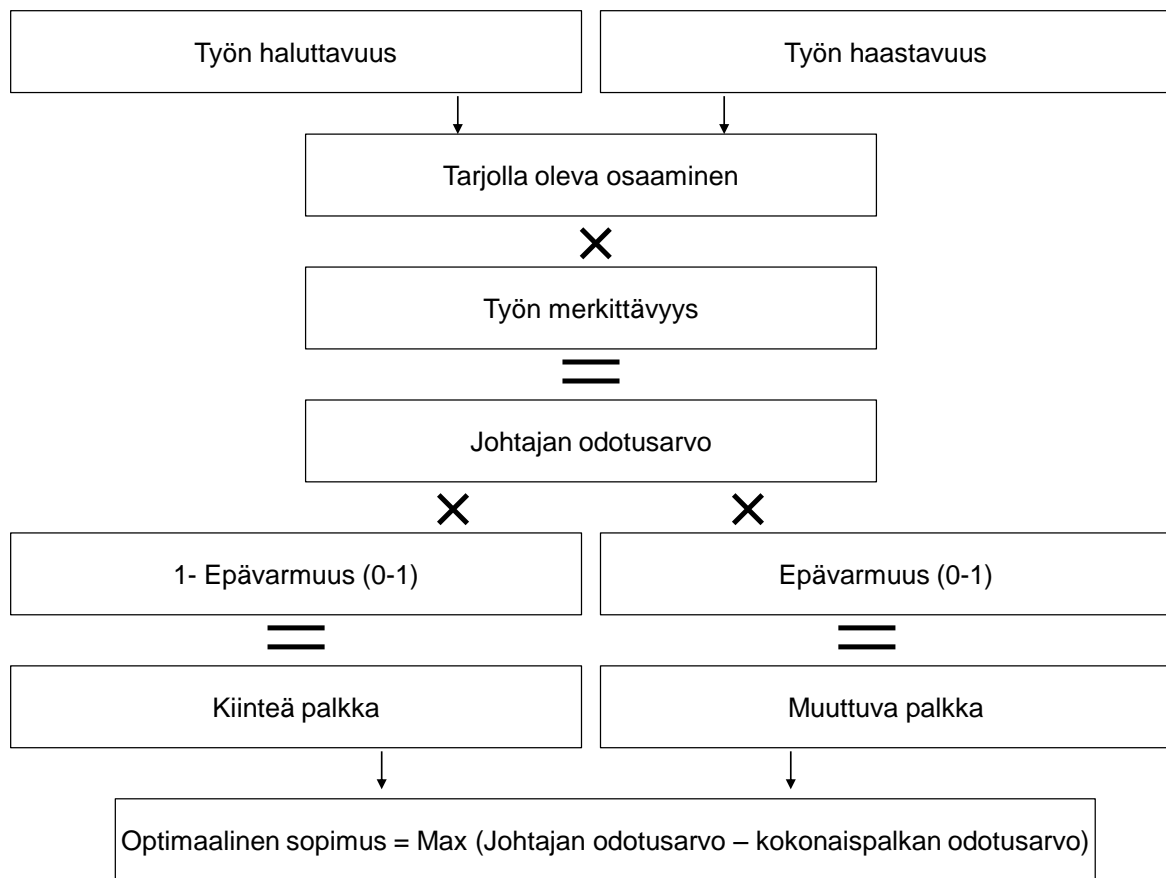 Työn haluttavuus
Työn haastavuus
Tarjolla oleva osaaminen
×
Työn merkittävyys
=
Johtajan odotusarvo
× ×
1- Epävarmuus (0-1)
Epävarmuus (0-1)
= =
Kiinteä palkka
Muuttuva palkka
Optimaalinen sopimus = Max (Johtajan odotusarvo – kokonaispalkan odotusarvo)